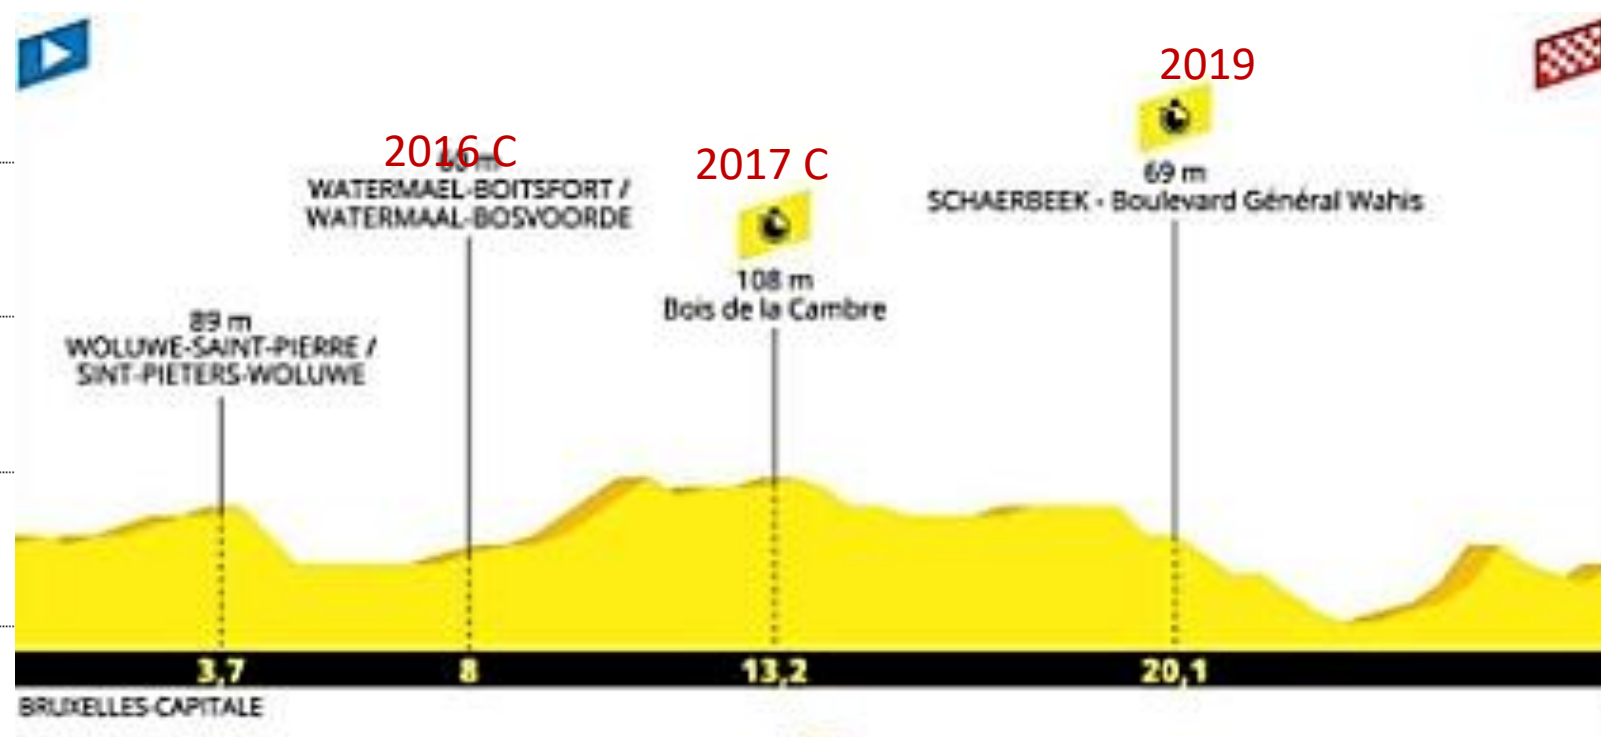 2019
2016 C
2017 C
69 m
WATERMAEL-BOITSFORT /
SCHAERBEEK - Boulevard Général Wahis
WATERMAAL-BOSVOORDE
108 m
Bois de la Cambre
89 m
WOLUWE-SAINT-PIERRE /
SINT-PIETERS-WOLUWE
3,7 8 13,2 20,1
BRUXELLES-CAPITALE